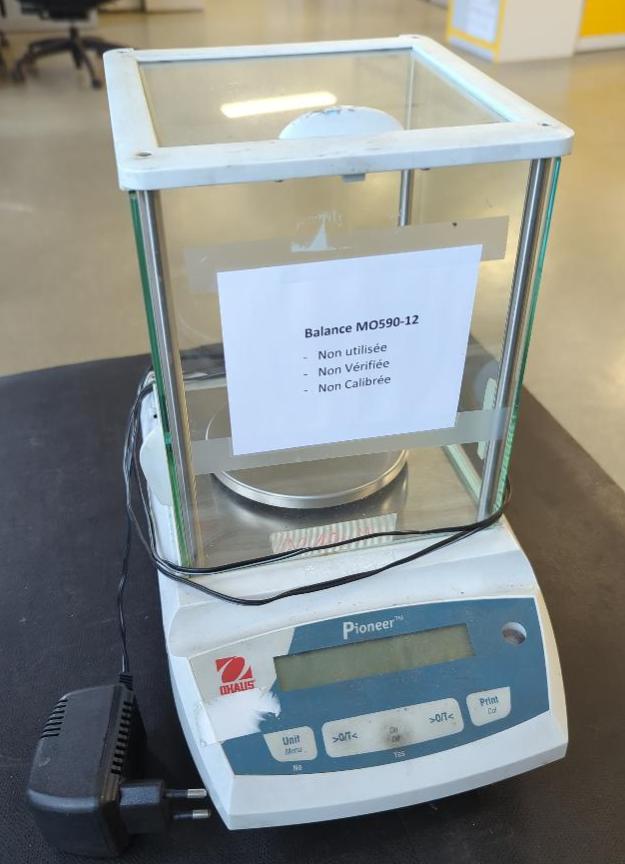 Balance MO590-12
- Non utilisée
- Non Vérifiée
- Non Calibrée
Pioneer™
OHAUS
Unit
Menu
No
>0/T<
On
Off
Yes
>0/T<
Print
Cal